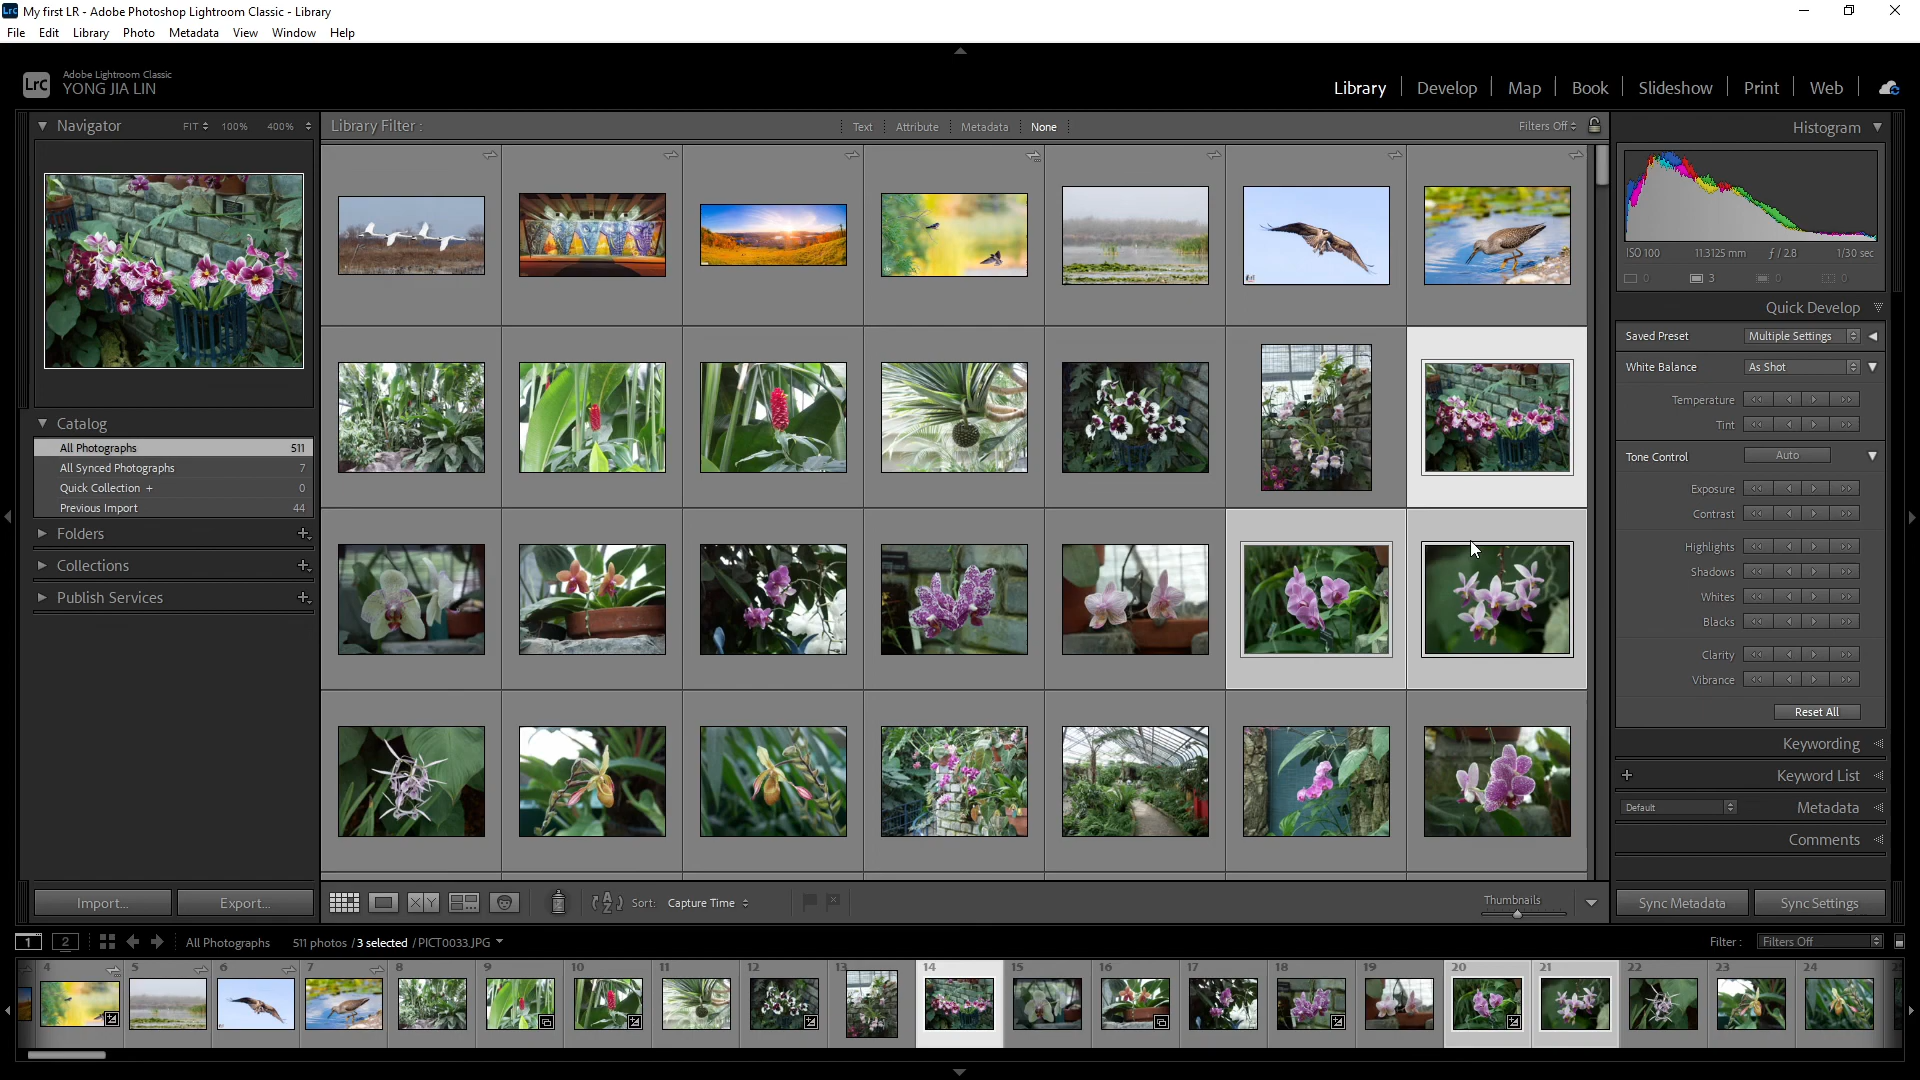 My first LR - Adobe Photoshop Lightroom Classic - Library
File Edit Library Photo Metadata View Window Help
LrC Adobe Lightroom Classic
YONG JIA LIN
Library Develop Map Book Slideshow Print Web
Navigator FIT 100% 400%
Library Filter : Text Attribute Metadata None Filters Off
Histogram
ISO 100 11.3125 mm f / 2.8 1/30 sec
0 3 0 0
Quick Develop
Saved Preset Multiple Settings
White Balance As Shot
Temperature
Tint
Tone Control Auto
Exposure
Contrast
Highlights
Shadows
Whites
Blacks
Clarity
Vibrance
Reset All
Keywording
Keyword List
Default Metadata
Comments
Catalog
All Photographs 511
All Synced Photographs 7
Quick Collection + 0
Previous Import 44
Folders
Collections
Publish Services
Import... Export...
X Y
Sort: Capture Time
Thumbnails
Sync Metadata Sync Settings
1 2 All Photographs 511 photos / 3 selected / PICT0033.JPG
Filter : Filters Off
4 5 6 7 8 9 10 11 12 13 14 15 16 17 18 19 20 21 22 23 24